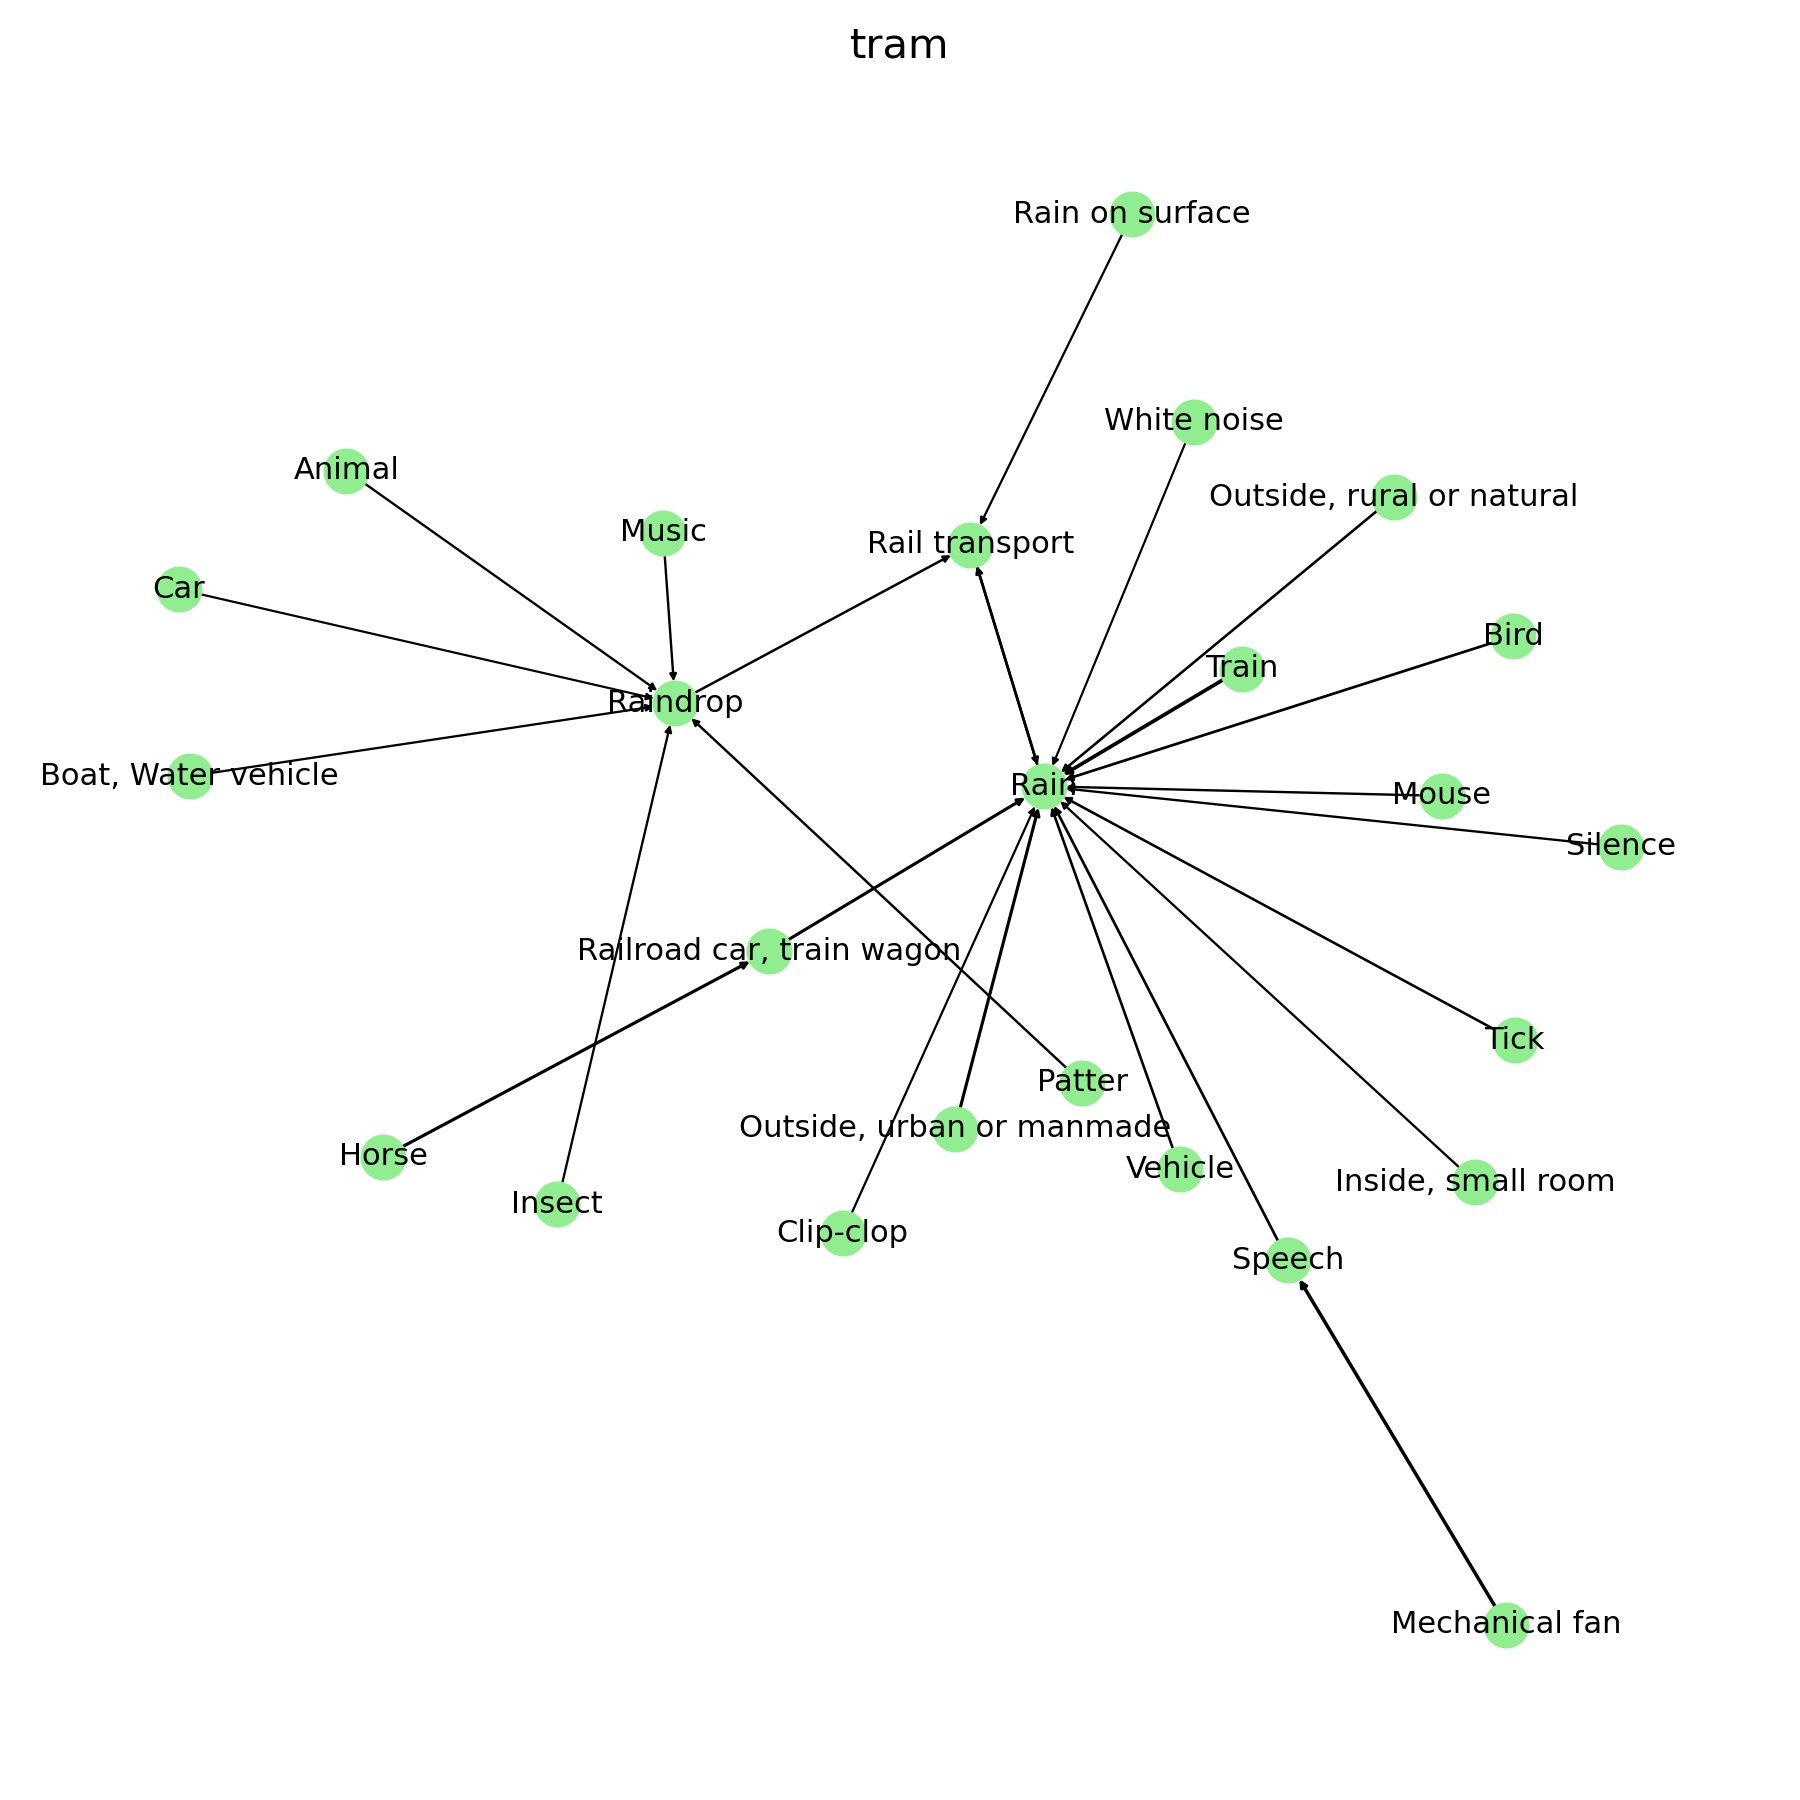 tram
Rain on surface
White noise
Animal
Outside, rural or natural
Music
Rail transport
Car
Bird
Train
Raindrop
Boat, Water vehicle
Rain
Mouse
Silence
Railroad car, train wagon
Tick
Patter
Outside, urban or manmade
Horse
Vehicle
Inside, small room
Insect
Clip-clop
Speech
Mechanical fan